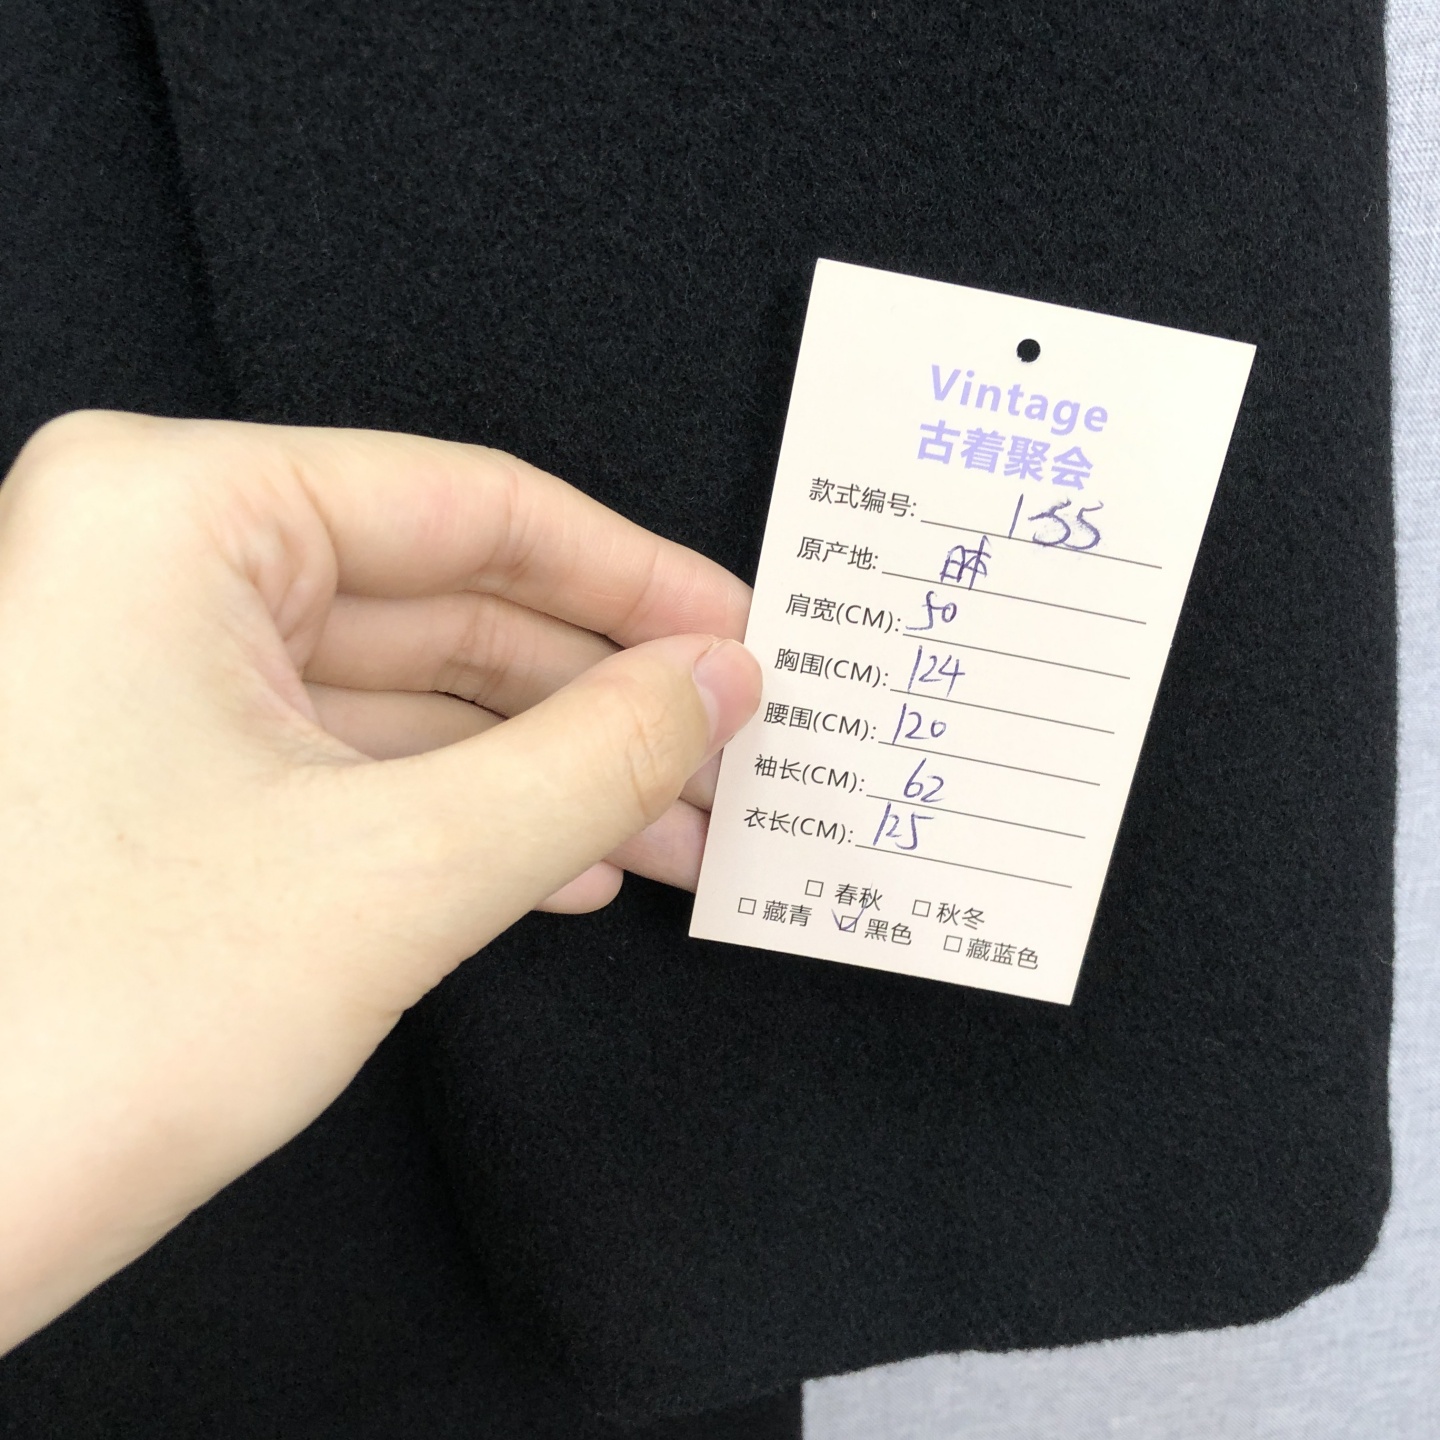 Vintage
古着聚会
款式编号: 1-55
原产地: 日本
肩宽(CM): 50
胸围(CM): 124
腰围(CM): 120
袖长(CM): 62
衣长(CM): 125
□ 春秋 □ 秋冬
□ 藏青 ☑ 黑色 □ 藏蓝色